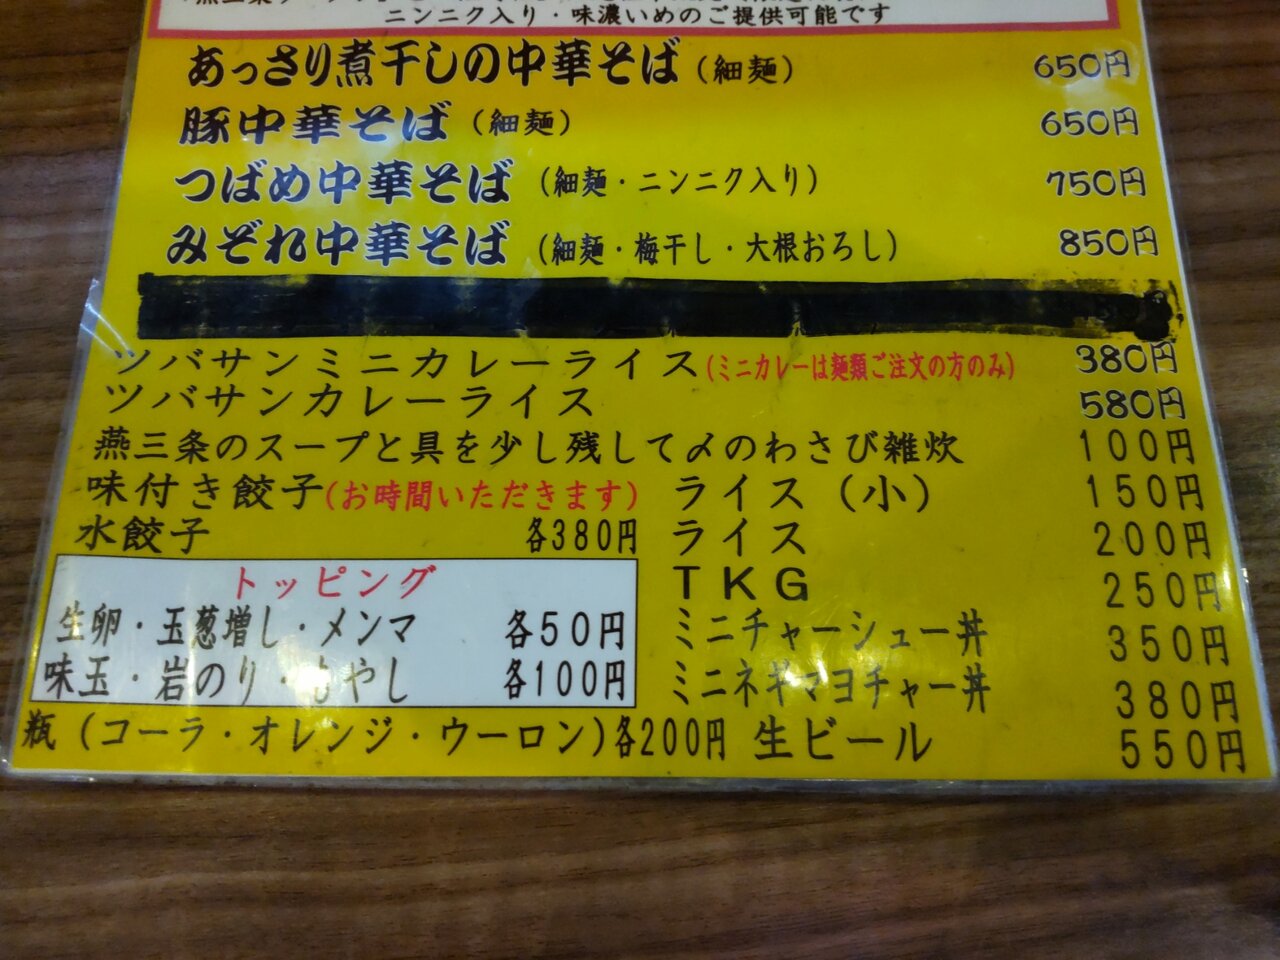 ニンニク入り・味濃いめのご提供可能です
あっさり煮干しの中華そば（細麺） 650円
豚中華そば（細麺） 650円
つばめ中華そば（細麺・ニンニク入り） 750円
みぞれ中華そば（細麺・梅干し・大根おろし） 850円
ツバサンミニカレーライス(ミニカレーは麺類ご注文の方のみ) 380円
ツバサンカレーライス 580円
燕三条のスープと具を少し残して〆のわさび雑炊 100円
味付き餃子(お時間いただきます) ライス（小） 150円
水餃子 各380円 ライス 200円
トッピング TKG 250円
生卵・玉葱増し・メンマ 各50円 ミニチャーシュー丼 350円
味玉・岩のり・もやし 各100円 ミニネギマヨチャー丼 380円
瓶（コーラ・オレンジ・ウーロン)各200円 生ビール 550円